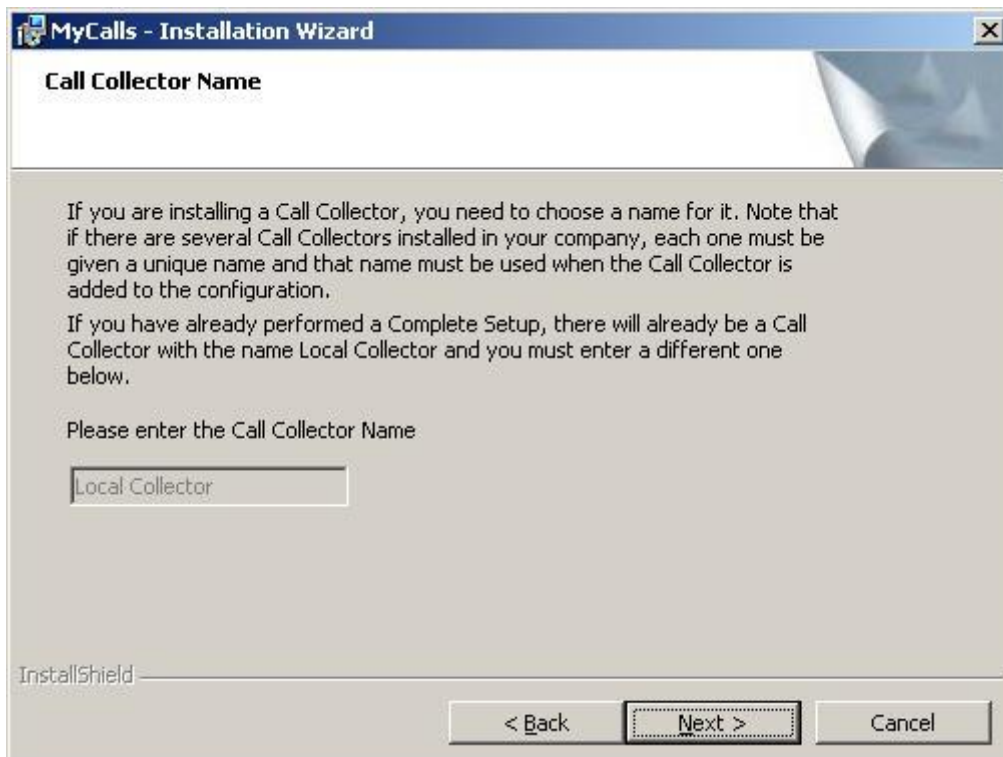 MyCalls - Installation Wizard
Call Collector Name
If you are installing a Call Collector, you need to choose a name for it. Note that
if there are several Call Collectors installed in your company, each one must be
given a unique name and that name must be used when the Call Collector is
added to the configuration.
If you have already performed a Complete Setup, there will already be a Call
Collector with the name Local Collector and you must enter a different one
below.
Please enter the Call Collector Name
Local Collector
InstallShield
< Back
Next >
Cancel